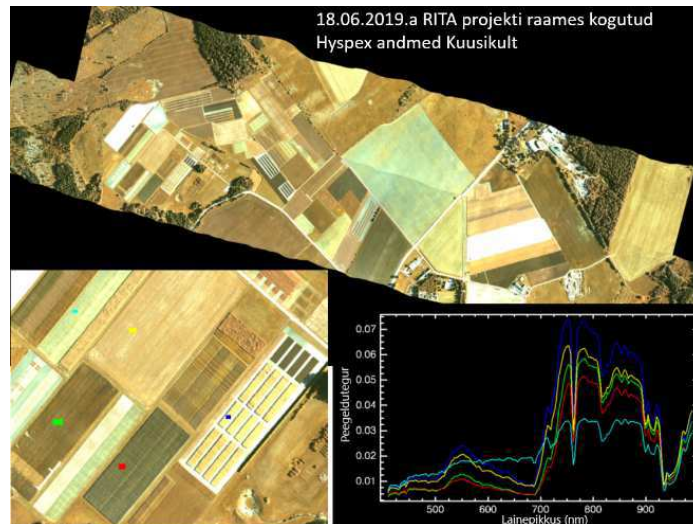 18.06.2019.a RITA projekti raames kogutud
Hyspex andmed Kuusikult
Peegeldutegur
0.07
0.06
0.05
0.04
0.03
0.02
0.01
500 600 700 800 900
Lainepikkus (nm)